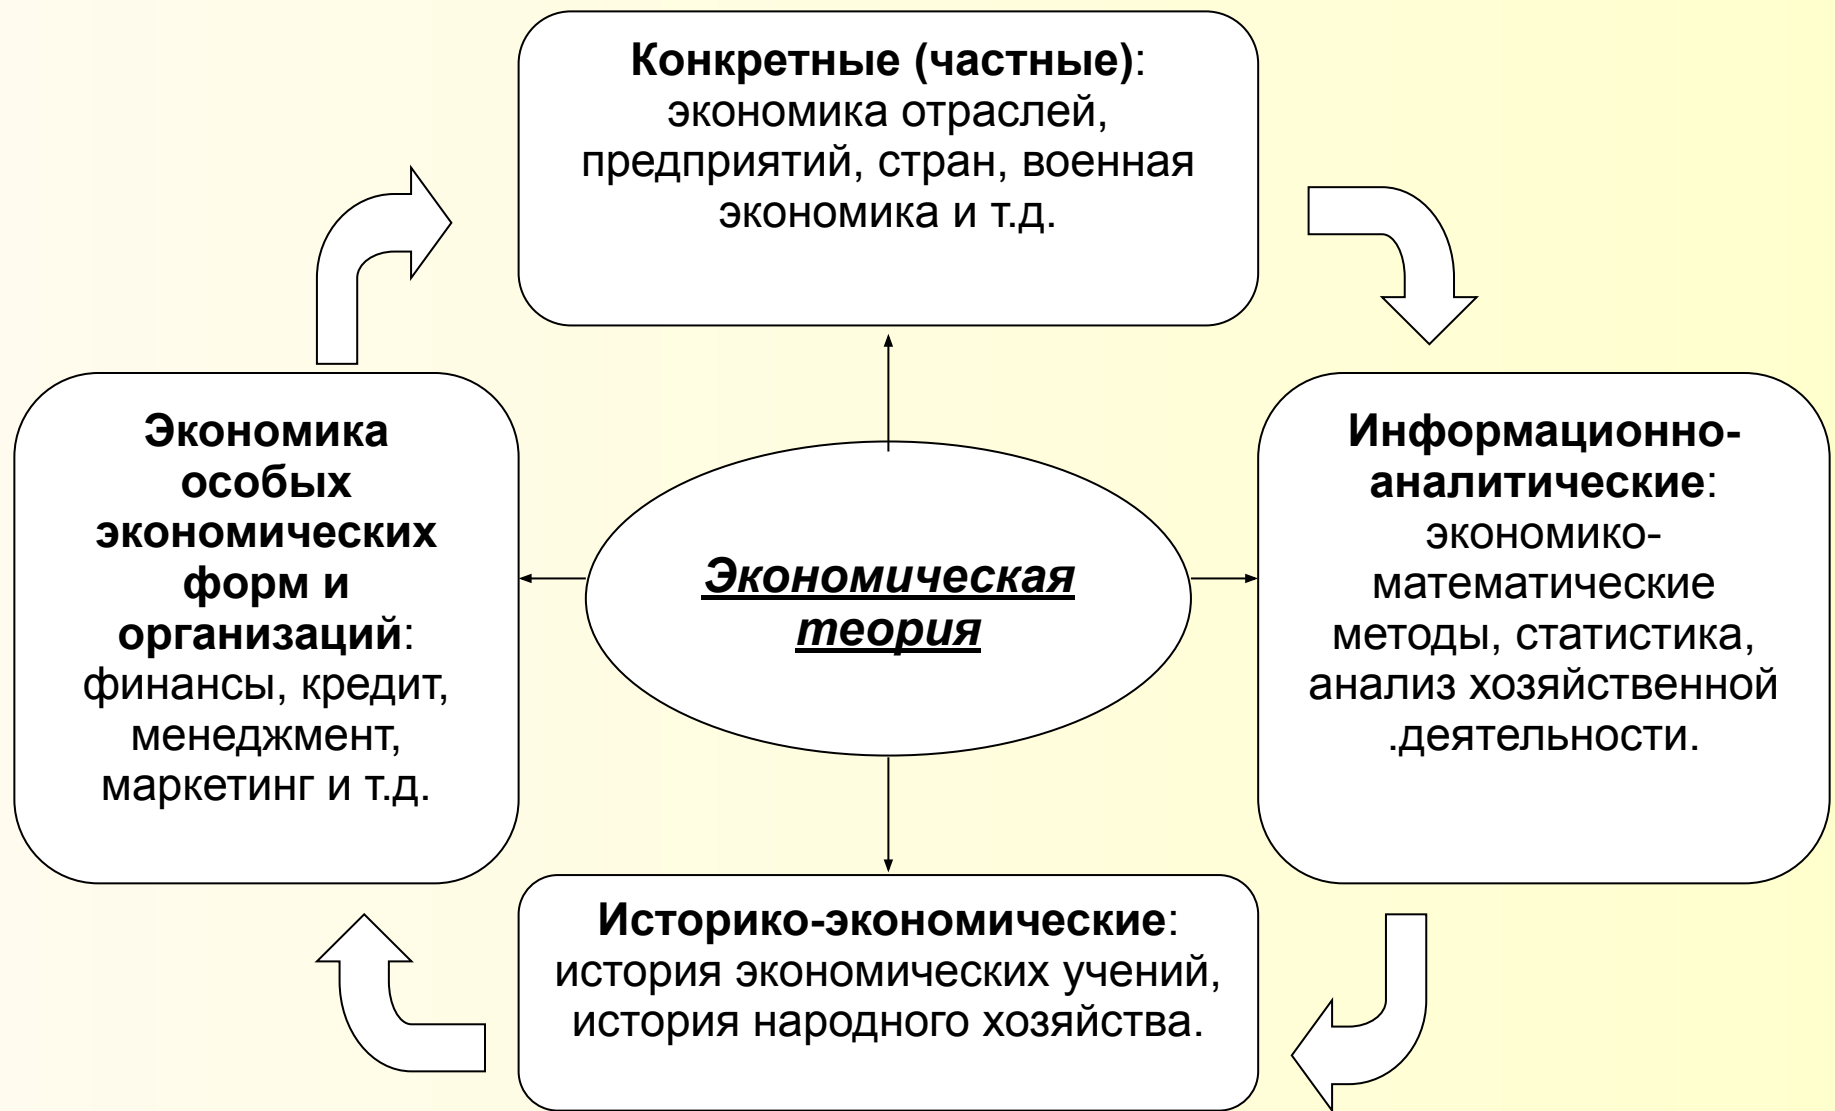 Конкретные (частные):
экономика отраслей,
предприятий, стран, военная
экономика и т.д.
Экономика
особых
экономических
форм и
организаций:
финансы, кредит,
менеджмент,
маркетинг и т.д.
Экономическая
теория
Информационно-
аналитические:
экономико-
математические
методы, статистика,
анализ хозяйственной
.деятельности.
Историко-экономические:
история экономических учений,
история народного хозяйства.